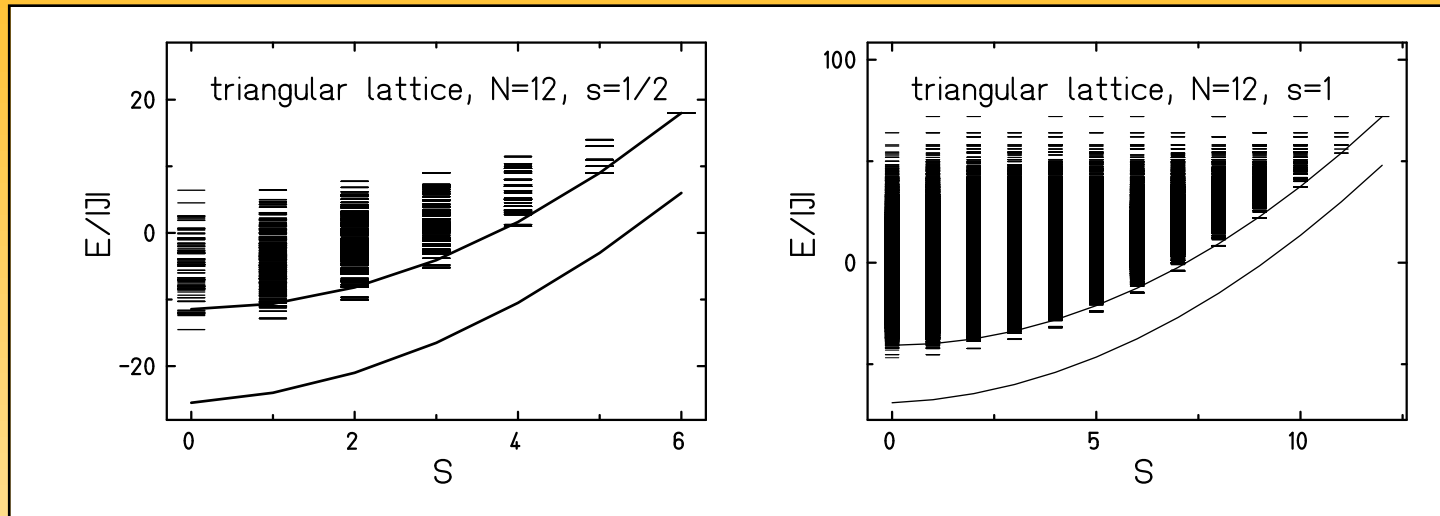 triangular lattice, N=12, s=1/2
20
0
-20
E/|J|
0 2 4 6
S
triangular lattice, N=12, s=1
100
0
E/|J|
0 5 10
S